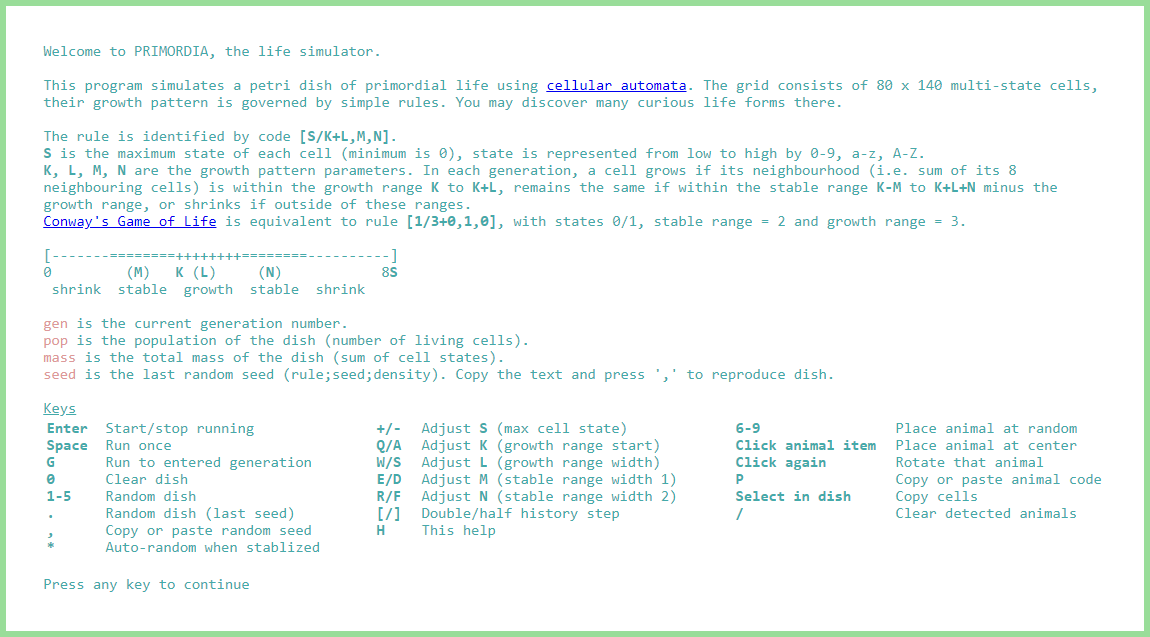 Welcome to PRIMORDIA, the life simulator.
This program simulates a petri dish of primordial life using cellular automata. The grid consists of 80 x 140 multi-state cells,
their growth pattern is governed by simple rules. You may discover many curious life forms there.
The rule is identified by code [S/K+L,M,N].
S is the maximum state of each cell (minimum is 0), state is represented from low to high by 0-9, a-z, A-Z.
K, L, M, N are the growth pattern parameters. In each generation, a cell grows if its neighbourhood (i.e. sum of its 8
neighbouring cells) is within the growth range K to K+L, remains the same if within the stable range K-M to K+L+N minus the
growth range, or shrinks if outside of these ranges.
Conway's Game of Life is equivalent to rule [1/3+0,1,0], with states 0/1, stable range = 2 and growth range = 3.
[-------========++++++++========----------]
0 (M) K (L) (N) 8S
shrink stable growth stable shrink
gen is the current generation number.
pop is the population of the dish (number of living cells).
mass is the total mass of the dish (sum of cell states).
seed is the last random seed (rule;seed;density). Copy the text and press ',' to reproduce dish.
Keys
Enter Start/stop running +/- Adjust S (max cell state) 6-9 Place animal at random
Space Run once Q/A Adjust K (growth range start) Click animal item Place animal at center
G Run to entered generation W/S Adjust L (growth range width) Click again Rotate that animal
0 Clear dish E/D Adjust M (stable range width 1) P Copy or paste animal code
1-5 Random dish R/F Adjust N (stable range width 2) Select in dish Copy cells
. Random dish (last seed) [/] Double/half history step / Clear detected animals
, Copy or paste random seed H This help
* Auto-random when stablized
Press any key to continue